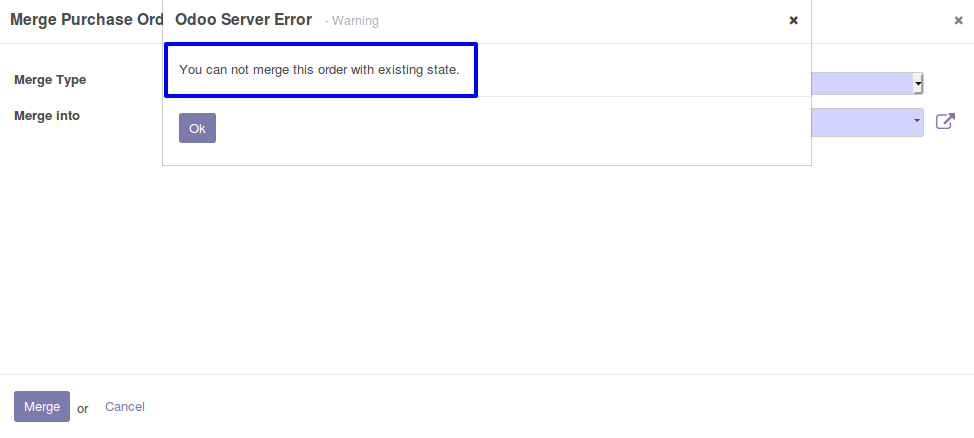 Merge Purchase Ord
Odoo Server Error - Warning
You can not merge this order with existing state.
Merge Type
Merge into
Ok
Merge or Cancel